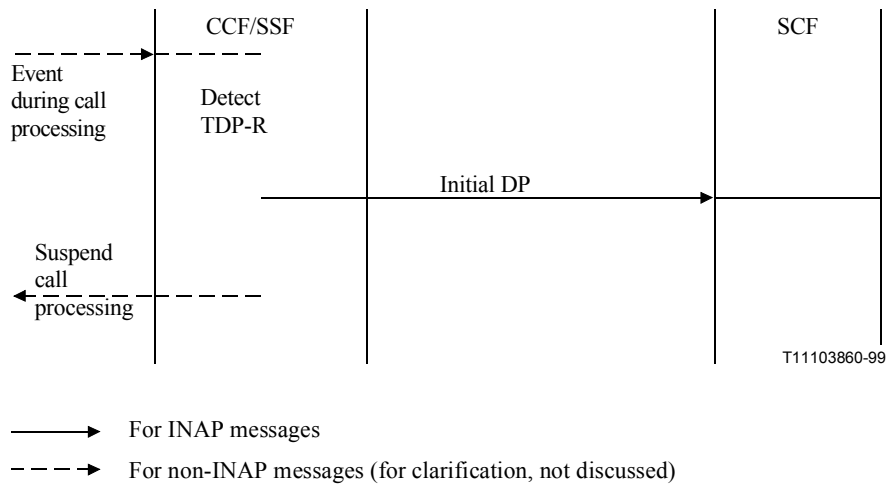 CCF/SSF
SCF
Event
during call
processing
Detect
TDP-R
Initial DP
Suspend
call
processing
T11103860-99
For INAP messages
For non-INAP messages (for clarification, not discussed)